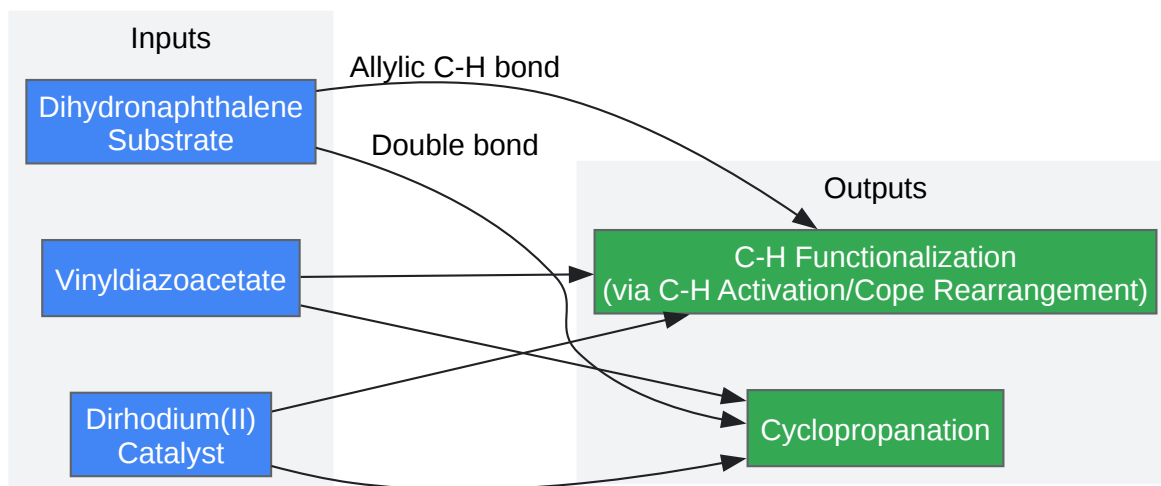 Inputs
Allylic C-H bond
Dihydronaphthalene
Substrate
Double bond
Outputs
Vinyldiazoacetate
C-H Functionalization
(via C-H Activation/Cope Rearrangement)
Dirhodium(II)
Catalyst
Cyclopropanation